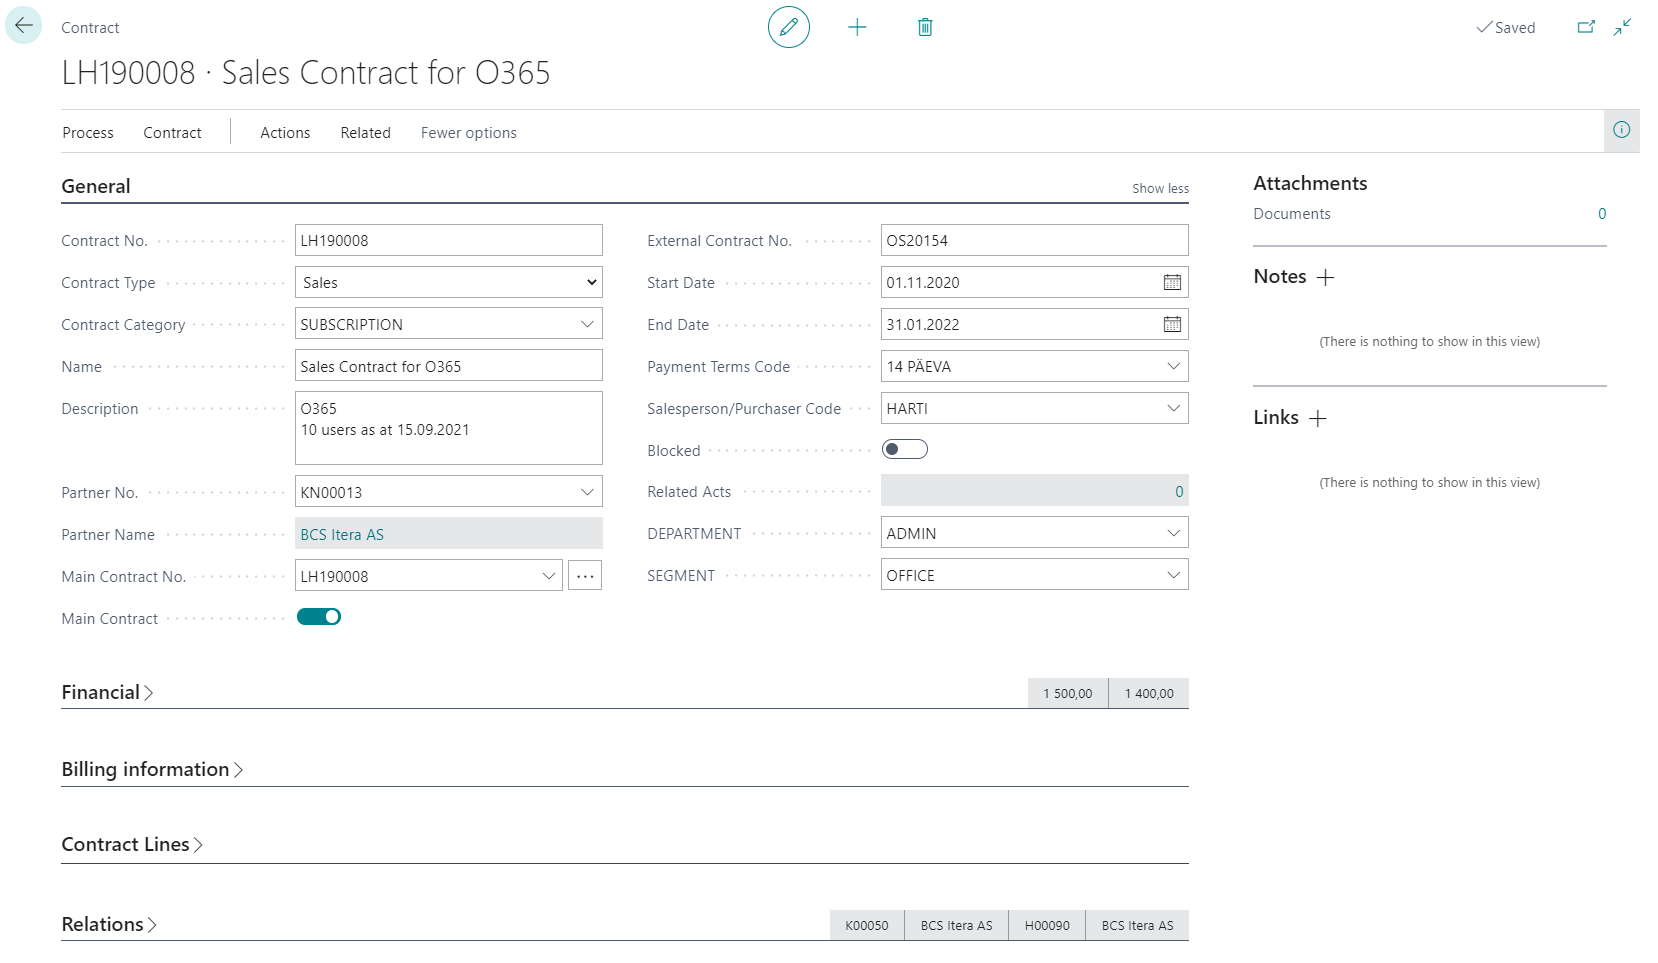 Contract
Saved
LH190008 · Sales Contract for O365
Process Contract Actions Related Fewer options
General
Show less
Contract No. LH190008
Contract Type Sales
Contract Category SUBSCRIPTION
Name Sales Contract for O365
Description O365
10 users as at 15.09.2021
Partner No. KN00013
Partner Name BCS Itera AS
Main Contract No. LH190008
Main Contract
External Contract No. OS20154
Start Date 01.11.2020
End Date 31.01.2022
Payment Terms Code 14 PÄEVA
Salesperson/Purchaser Code HARTI
Blocked
Related Acts 0
DEPARTMENT ADMIN
SEGMENT OFFICE
Financial 1 500,00 1 400,00
Billing information
Contract Lines
Relations K00050 BCS Itera AS H00090 BCS Itera AS
Attachments
Documents 0
Notes
(There is nothing to show in this view)
Links
(There is nothing to show in this view)